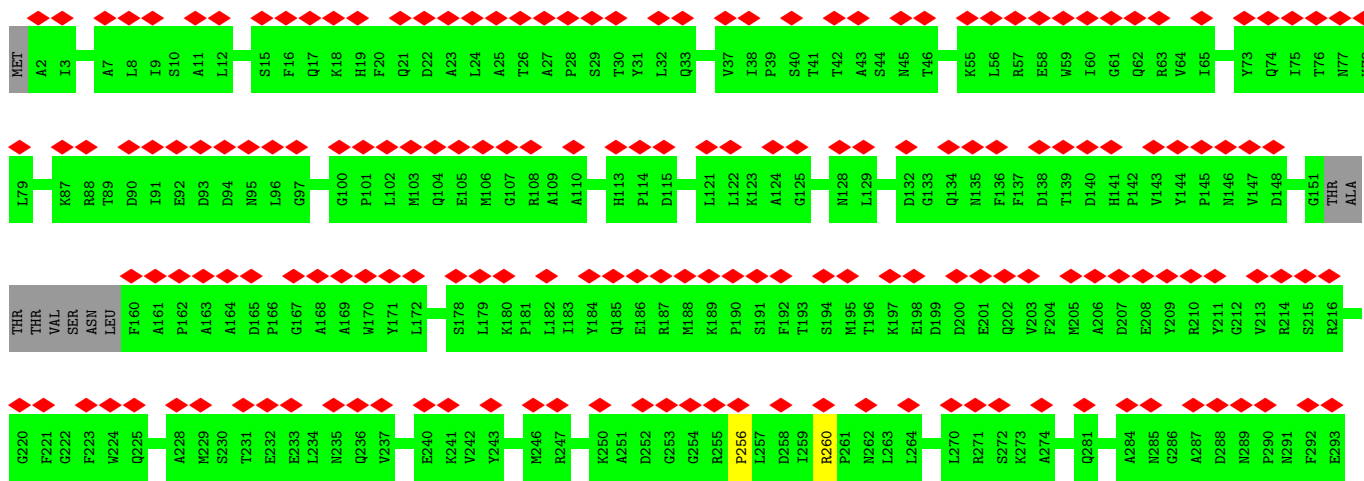 MET A2 I3 A7 L8 I9 S10 A11 L12 S15 F16 Q17 K18 H19 F20 Q21 D22 A23 L24 A25 T26 A27 P28 S29 T30 Y31 L32 Q33 V37 I38 P39 S40 T41 T42 A43 S44 N45 T46 K55 L56 R57 E58 W59 I60 G61 Q62 R63 V64 I65 Y73 Q74 I75 T76 N77
L79 K87 R88 T89 D90 I91 E92 D93 D94 N95 L96 G97 G100 P101 L102 M103 Q104 E105 M106 G107 R108 A109 A110 H113 P114 D115 L121 L122 K123 A124 G125 N128 L129 D132 G133 Q134 N135 F136 F137 D138 T139 D140 H141 P142 V143 Y144 P145 N146 V147 D148 G151 THR ALA
THR THR VAL SER ASN LEU F160 A161 P162 A163 A164 D165 P166 G167 A168 A169 W170 Y171 L172 S178 L179 K180 P181 L182 I183 Y184 Q185 E186 R187 M188 K189 P190 S191 F192 T193 S194 M195 T196 K197 E198 D199 D200 E201 Q202 V203 F204 M205 A206 D207 E208 Y209 R210 Y211 G212 V213 R214 S215 R216
G220 F221 G222 F223 W224 Q225 A228 M229 S230 T231 E232 E233 L234 N235 Q236 V237 E240 K241 V242 Y243 M246 R247 K250 A251 D252 G253 G254 R255 P256 L257 D258 I259 R260 P261 N262 L263 L264 L270 R271 S272 K273 A274 Q281 A284 N285 G286 A287 D288 N289 P290 N291 F292 E293